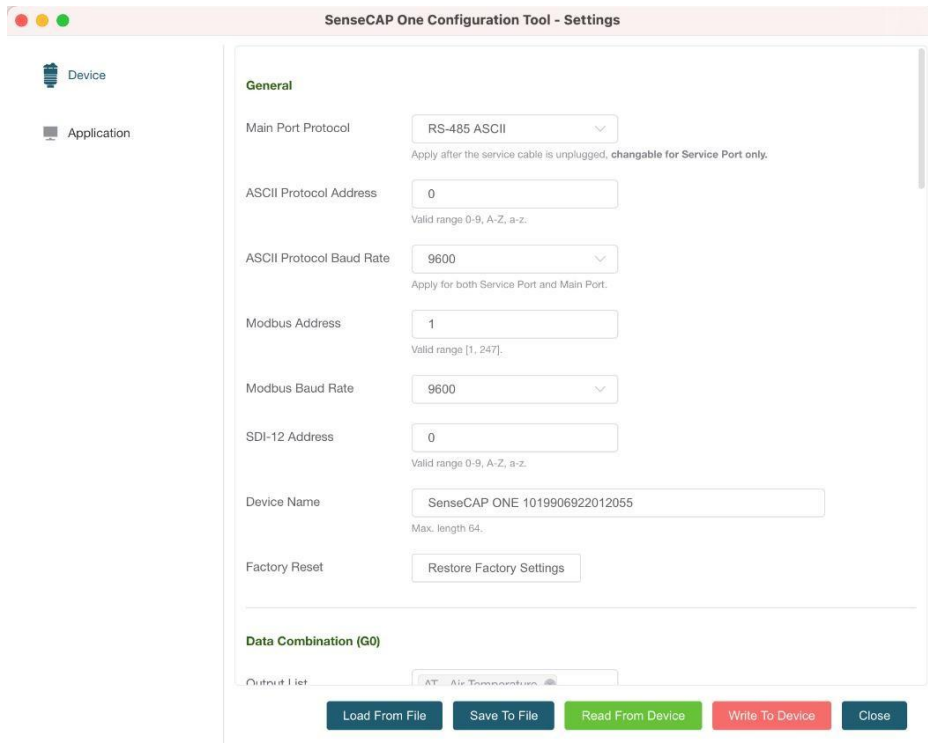 SenseCAP One Configuration Tool - Settings
Device
Application
General
Main Port Protocol
RS-485 ASCII
Apply after the service cable is unplugged, changable for Service Port only.
ASCII Protocol Address
0
Valid range 0-9, A-Z, a-z.
ASCII Protocol Baud Rate
9600
Apply for both Service Port and Main Port.
Modbus Address
1
Valid range [1, 247].
Modbus Baud Rate
9600
SDI-12 Address
0
Valid range 0-9, A-Z, a-z.
Device Name
SenseCAP ONE 1019906922012055
Max. length 64.
Factory Reset
Restore Factory Settings
Data Combination (G0)
Output List
AT - Air Temperature
Load From File
Save To File
Read From Device
Write To Device
Close